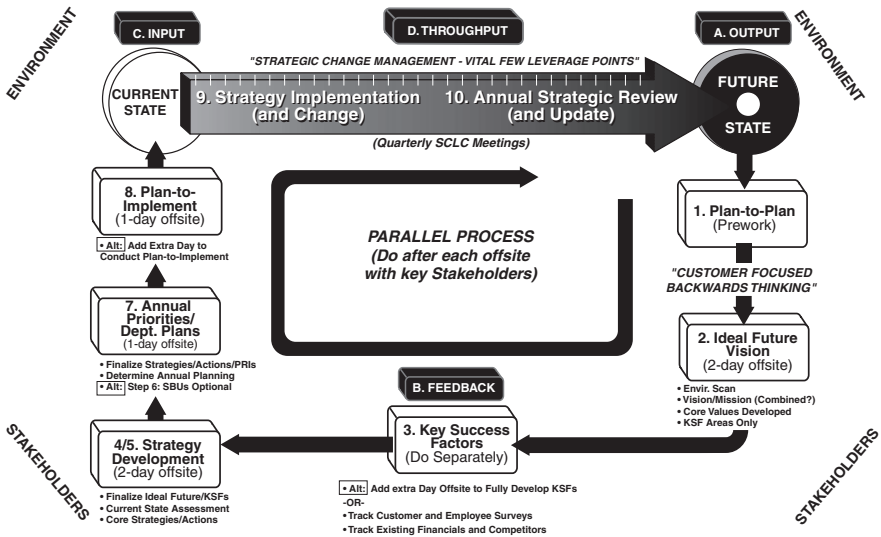 C. INPUT
D. THROUGHPUT
A. OUTPUT
ENVIRONMENT
ENVIRONMENT
"STRATEGIC CHANGE MANAGEMENT - VITAL FEW LEVERAGE POINTS"
CURRENT
STATE
9. Strategy Implementation
(and Change)
10. Annual Strategic Review
(and Update)
FUTURE
STATE
(Quarterly SCLC Meetings)
8. Plan-to-
Implement
(1-day offsite)
• Alt: Add Extra Day to
Conduct Plan-to-Implement
PARALLEL PROCESS
(Do after each offsite
with key Stakeholders)
1. Plan-to-Plan
(Prework)
"CUSTOMER FOCUSED
BACKWARDS THINKING"
7. Annual
Priorities/
Dept. Plans
(1-day offsite)
• Finalize Strategies/Actions/PRIs
• Determine Annual Planning
• Alt: Step 6: SBUs Optional
2. Ideal Future
Vision
(2-day offsite)
• Envir. Scan
• Vision/Mission (Combined?)
• Core Values Developed
• KSF Areas Only
B. FEEDBACK
3. Key Success
Factors
(Do Separately)
• Alt: Add extra Day Offsite to Fully Develop KSFs
-OR-
• Track Customer and Employee Surveys
• Track Existing Financials and Competitors
4/5. Strategy
Development
(2-day offsite)
• Finalize Ideal Future/KSFs
• Current State Assessment
• Core Strategies/Actions
STAKEHOLDERS
STAKEHOLDERS